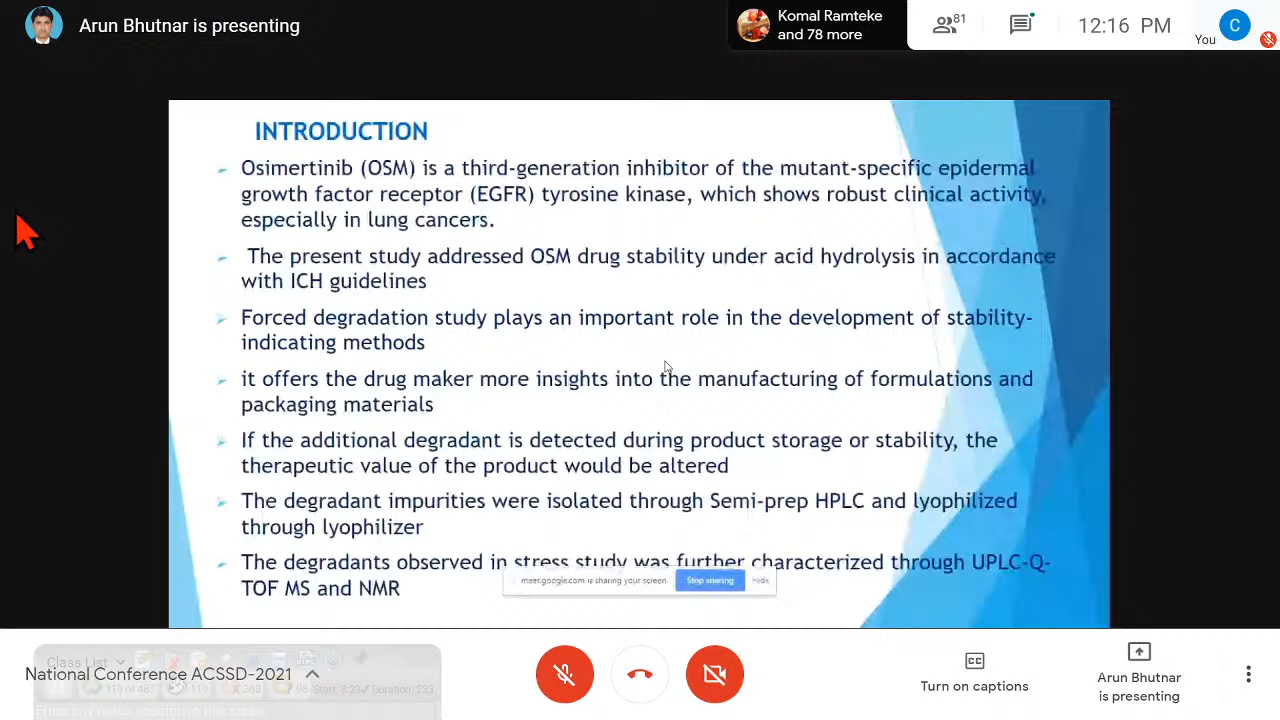 Arun Bhutnar is presenting
Komal Ramteke
and 78 more
81
12:16 PM
You
C
INTRODUCTION
Osimertinib (OSM) is a third-generation inhibitor of the mutant-specific epidermal
growth factor receptor (EGFR) tyrosine kinase, which shows robust clinical activity,
especially in lung cancers.
The present study addressed OSM drug stability under acid hydrolysis in accordance
with ICH guidelines
Forced degradation study plays an important role in the development of stability-
indicating methods
it offers the drug maker more insights into the manufacturing of formulations and
packaging materials
If the additional degradant is detected during product storage or stability, the
therapeutic value of the product would be altered
The degradant impurities were isolated through Semi-prep HPLC and lyophilized
through lyophilizer
The degradants observed in stress study was further characterized through UPLC-Q-
TOF MS and NMR
meet.google.com is sharing your screen.
Stop sharing
Hide
Class List
National Conference ACSSD-2021
119
Turn on captions
Arun Bhutnar
is presenting